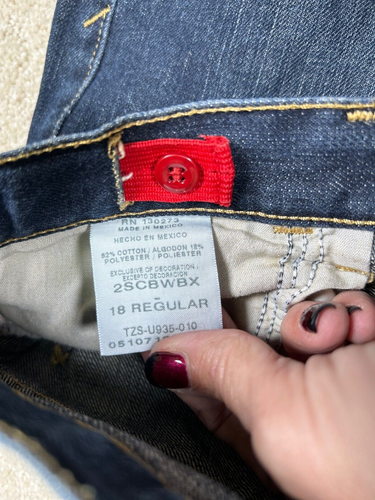 RN 130273
MADE IN MEXICO
HECHO EN MEXICO
82% COTTON / ALGODON 18%
POLYESTER / POLIESTER
EXCLUSIVE OF DECORATION /
EXCEPTO DECORACION
2SCBWBX
-
18 REGULAR
TZS-U935-010
05107